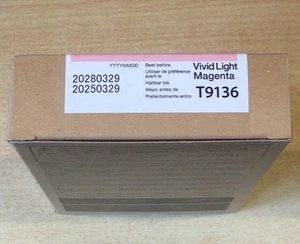 YYYYMMDD
20280329
20250329
Best before
Utiliser de préférence
avant le
Haltbar bis
Mejor antes de
Preferibilmente entro
Vivid Light
Magenta
T9136